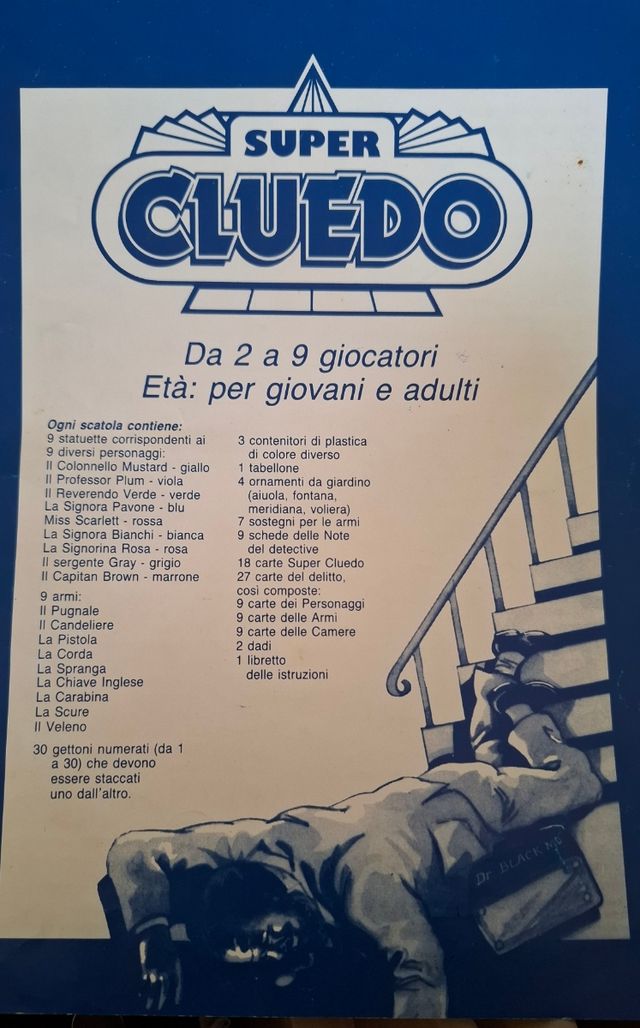 SUPER
CLUEDO
Da 2 a 9 giocatori
Età: per giovani e adulti
Ogni scatola contiene:
9 statuette corrispondenti ai
9 diversi personaggi:
Il Colonnello Mustard - giallo
Il Professor Plum - viola
Il Reverendo Verde - verde
La Signora Pavone - blu
Miss Scarlett - rossa
La Signora Bianchi - bianca
La Signorina Rosa - rosa
Il sergente Gray - grigio
Il Capitan Brown - marrone
9 armi:
Il Pugnale
Il Candeliere
La Pistola
La Corda
La Spranga
La Chiave Inglese
La Carabina
La Scure
Il Veleno
30 gettoni numerati (da 1
a 30) che devono
essere staccati
uno dall'altro.
3 contenitori di plastica
di colore diverso
1 tabellone
4 ornamenti da giardino
(aiuola, fontana,
meridiana, voliera)
7 sostegni per le armi
9 schede delle Note
del detective
18 carte Super Cluedo
27 carte del delitto,
così composte:
9 carte dei Personaggi
9 carte delle Armi
9 carte delle Camere
2 dadi
1 libretto
delle istruzioni
Dr BLACK